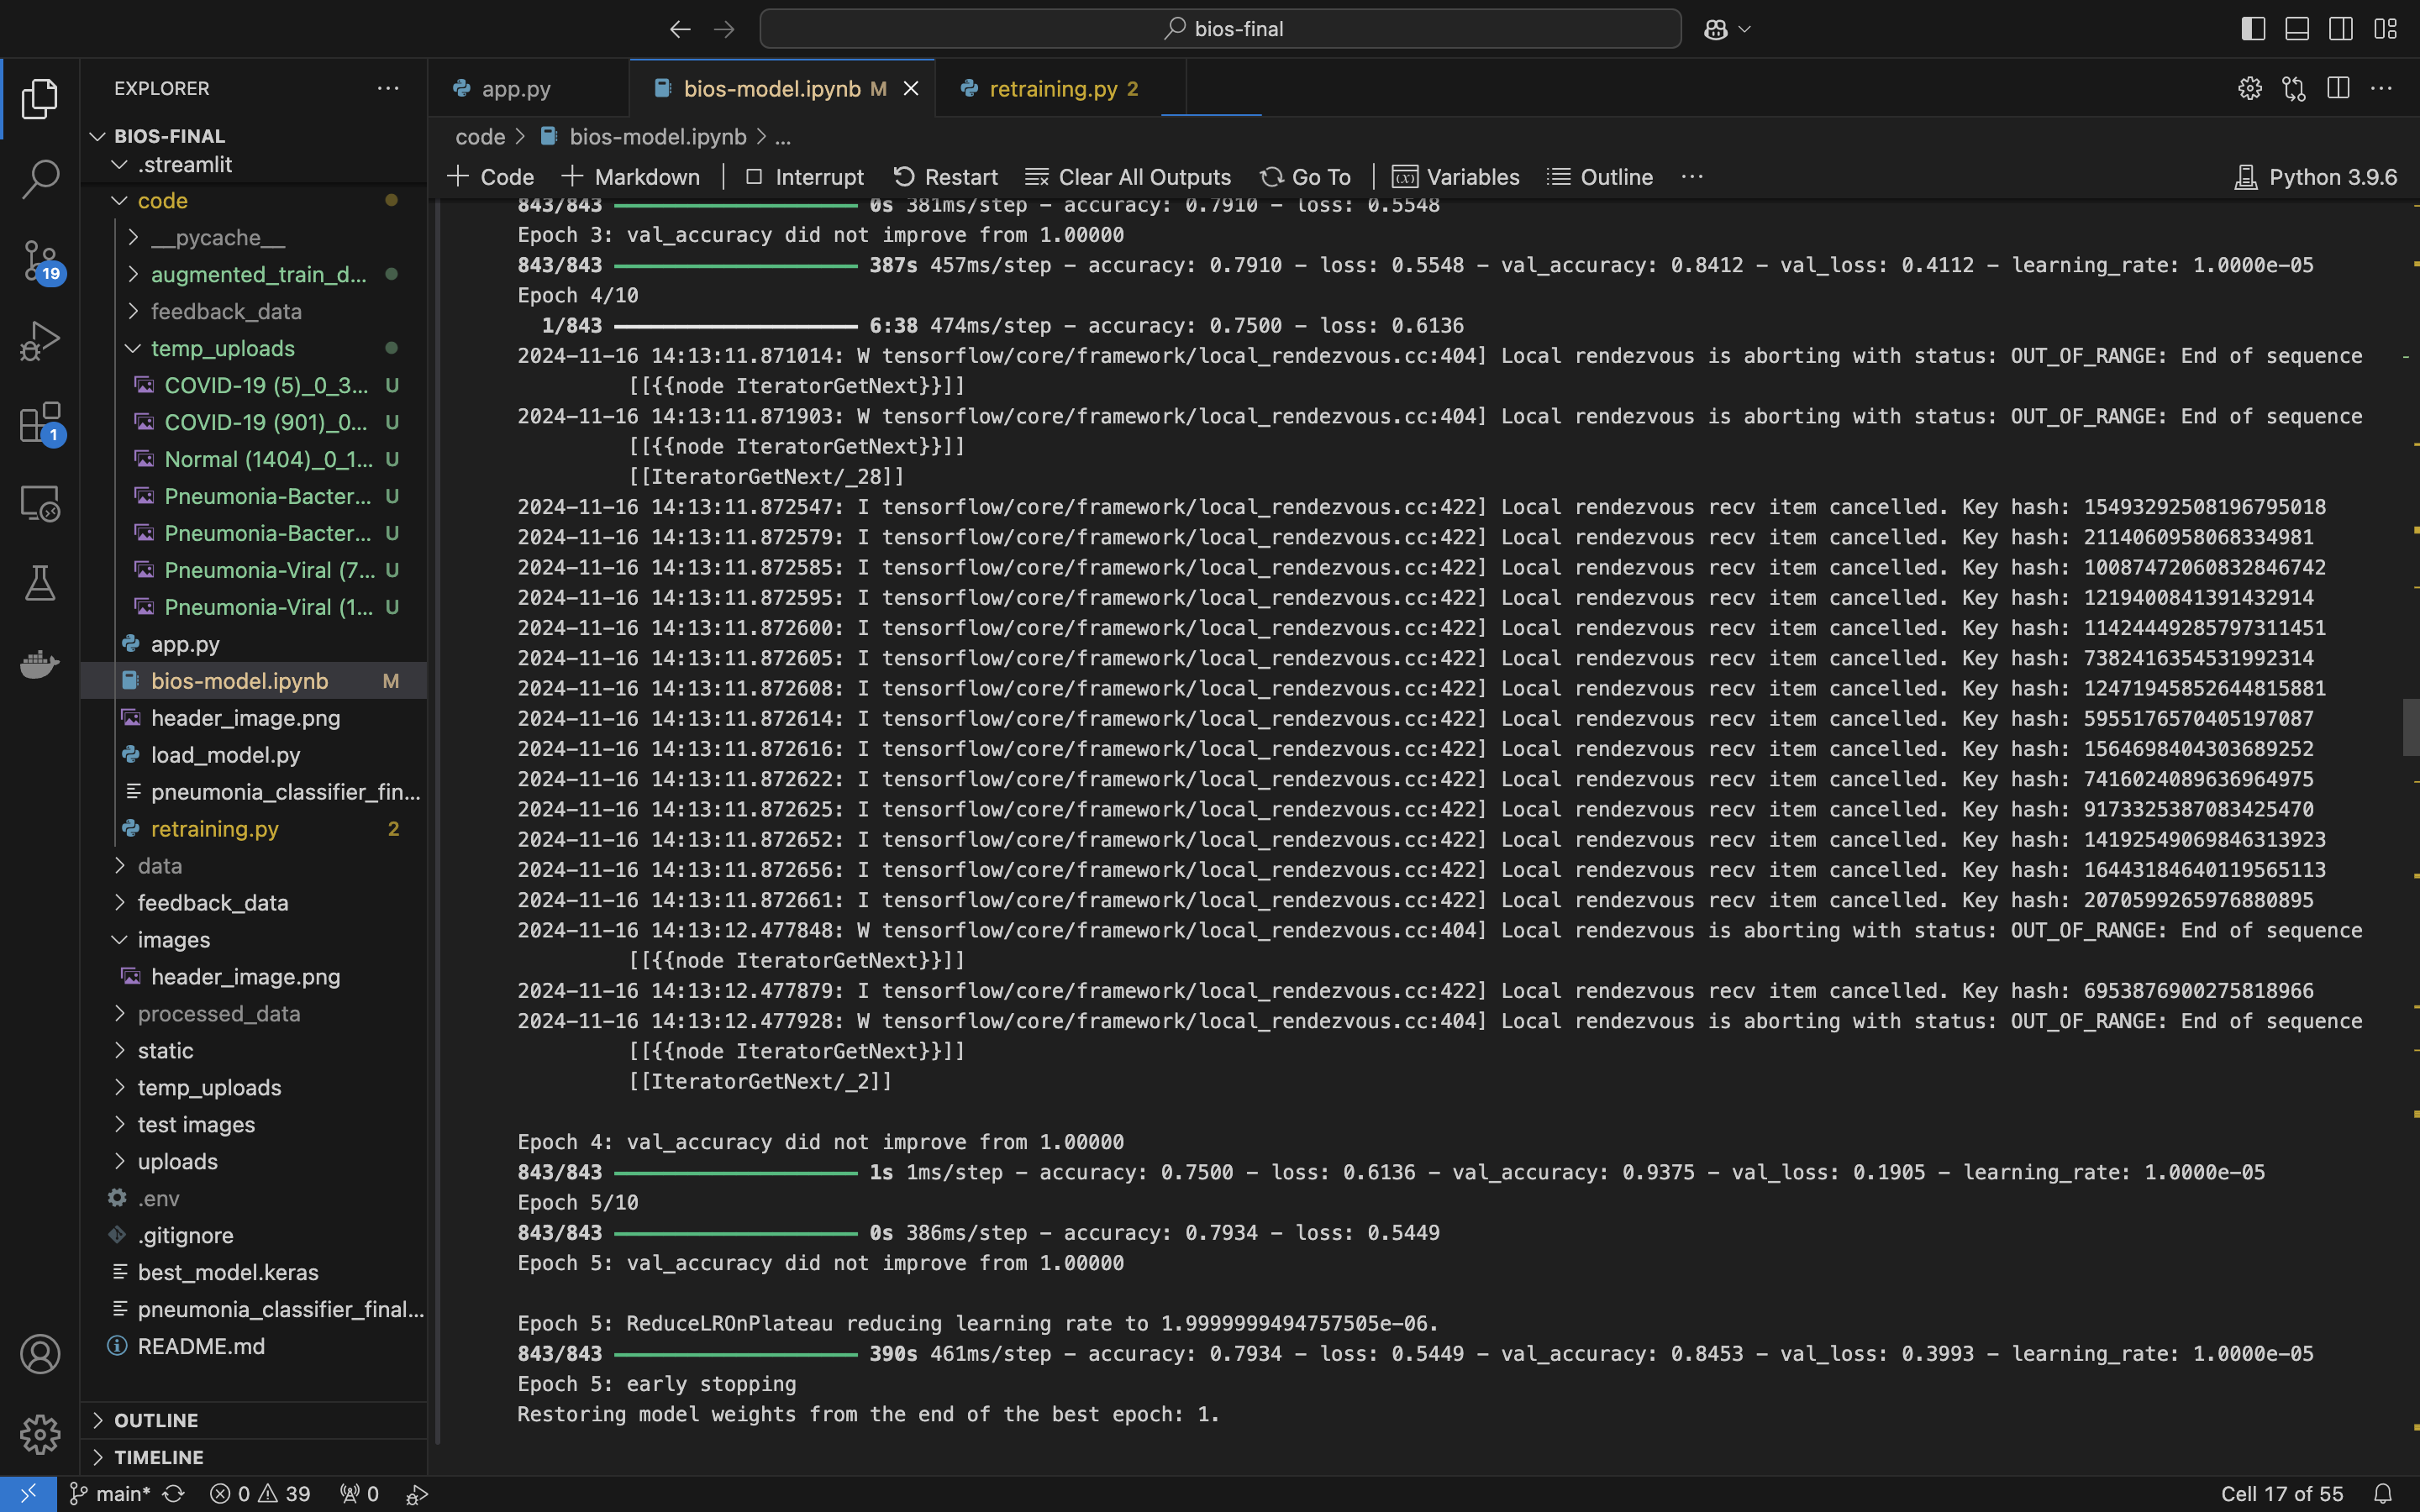 bios-final
EXPLORER
BIOS-FINAL
.streamlit
code
__pycache__
augmented_train_d...
feedback_data
temp_uploads
COVID-19 (5)_0_3... U
COVID-19 (901)_0... U
Normal (1404)_0_1... U
Pneumonia-Bacter... U
Pneumonia-Bacter... U
Pneumonia-Viral (7... U
Pneumonia-Viral (1... U
app.py
bios-model.ipynb M
header_image.png
load_model.py
pneumonia_classifier_fin...
retraining.py 2
data
feedback_data
images
header_image.png
processed_data
static
temp_uploads
test images
uploads
.env
.gitignore
best_model.keras
pneumonia_classifier_final...
README.md
OUTLINE
TIMELINE
19
1
app.py bios-model.ipynb M retraining.py 2
code > bios-model.ipynb > ...
Code Markdown Interrupt Restart Clear All Outputs Go To Variables Outline Python 3.9.6
843/843 0s 381ms/step - accuracy: 0.7910 - loss: 0.5548
Epoch 3: val_accuracy did not improve from 1.00000
843/843 387s 457ms/step - accuracy: 0.7910 - loss: 0.5548 - val_accuracy: 0.8412 - val_loss: 0.4112 - learning_rate: 1.0000e-05
Epoch 4/10
1/843 6:38 474ms/step - accuracy: 0.7500 - loss: 0.6136
2024-11-16 14:13:11.871014: W tensorflow/core/framework/local_rendezvous.cc:404] Local rendezvous is aborting with status: OUT_OF_RANGE: End of sequence
[[{{node IteratorGetNext}}]]
2024-11-16 14:13:11.871903: W tensorflow/core/framework/local_rendezvous.cc:404] Local rendezvous is aborting with status: OUT_OF_RANGE: End of sequence
[[{{node IteratorGetNext}}]]
[[IteratorGetNext/_28]]
2024-11-16 14:13:11.872547: I tensorflow/core/framework/local_rendezvous.cc:422] Local rendezvous recv item cancelled. Key hash: 15493292508196795018
2024-11-16 14:13:11.872579: I tensorflow/core/framework/local_rendezvous.cc:422] Local rendezvous recv item cancelled. Key hash: 2114060958068334981
2024-11-16 14:13:11.872585: I tensorflow/core/framework/local_rendezvous.cc:422] Local rendezvous recv item cancelled. Key hash: 10087472060832846742
2024-11-16 14:13:11.872595: I tensorflow/core/framework/local_rendezvous.cc:422] Local rendezvous recv item cancelled. Key hash: 1219400841391432914
2024-11-16 14:13:11.872600: I tensorflow/core/framework/local_rendezvous.cc:422] Local rendezvous recv item cancelled. Key hash: 11424449285797311451
2024-11-16 14:13:11.872605: I tensorflow/core/framework/local_rendezvous.cc:422] Local rendezvous recv item cancelled. Key hash: 7382416354531992314
2024-11-16 14:13:11.872608: I tensorflow/core/framework/local_rendezvous.cc:422] Local rendezvous recv item cancelled. Key hash: 12471945852644815881
2024-11-16 14:13:11.872614: I tensorflow/core/framework/local_rendezvous.cc:422] Local rendezvous recv item cancelled. Key hash: 5955176570405197087
2024-11-16 14:13:11.872616: I tensorflow/core/framework/local_rendezvous.cc:422] Local rendezvous recv item cancelled. Key hash: 1564698404303689252
2024-11-16 14:13:11.872622: I tensorflow/core/framework/local_rendezvous.cc:422] Local rendezvous recv item cancelled. Key hash: 7416024089636964975
2024-11-16 14:13:11.872625: I tensorflow/core/framework/local_rendezvous.cc:422] Local rendezvous recv item cancelled. Key hash: 9173325387083425470
2024-11-16 14:13:11.872652: I tensorflow/core/framework/local_rendezvous.cc:422] Local rendezvous recv item cancelled. Key hash: 14192549069846313923
2024-11-16 14:13:11.872656: I tensorflow/core/framework/local_rendezvous.cc:422] Local rendezvous recv item cancelled. Key hash: 16443184640119565113
2024-11-16 14:13:11.872661: I tensorflow/core/framework/local_rendezvous.cc:422] Local rendezvous recv item cancelled. Key hash: 2070599265976880895
2024-11-16 14:13:12.477848: W tensorflow/core/framework/local_rendezvous.cc:404] Local rendezvous is aborting with status: OUT_OF_RANGE: End of sequence
[[{{node IteratorGetNext}}]]
2024-11-16 14:13:12.477879: I tensorflow/core/framework/local_rendezvous.cc:422] Local rendezvous recv item cancelled. Key hash: 6953876900275818966
2024-11-16 14:13:12.477928: W tensorflow/core/framework/local_rendezvous.cc:404] Local rendezvous is aborting with status: OUT_OF_RANGE: End of sequence
[[{{node IteratorGetNext}}]]
[[IteratorGetNext/_2]]
Epoch 4: val_accuracy did not improve from 1.00000
843/843 1s 1ms/step - accuracy: 0.7500 - loss: 0.6136 - val_accuracy: 0.9375 - val_loss: 0.1905 - learning_rate: 1.0000e-05
Epoch 5/10
843/843 0s 386ms/step - accuracy: 0.7934 - loss: 0.5449
Epoch 5: val_accuracy did not improve from 1.00000
Epoch 5: ReduceLROnPlateau reducing learning rate to 1.9999999494757505e-06.
843/843 390s 461ms/step - accuracy: 0.7934 - loss: 0.5449 - val_accuracy: 0.8453 - val_loss: 0.3993 - learning_rate: 1.0000e-05
Epoch 5: early stopping
Restoring model weights from the end of the best epoch: 1.
main* 0 39 0 Cell 17 of 55